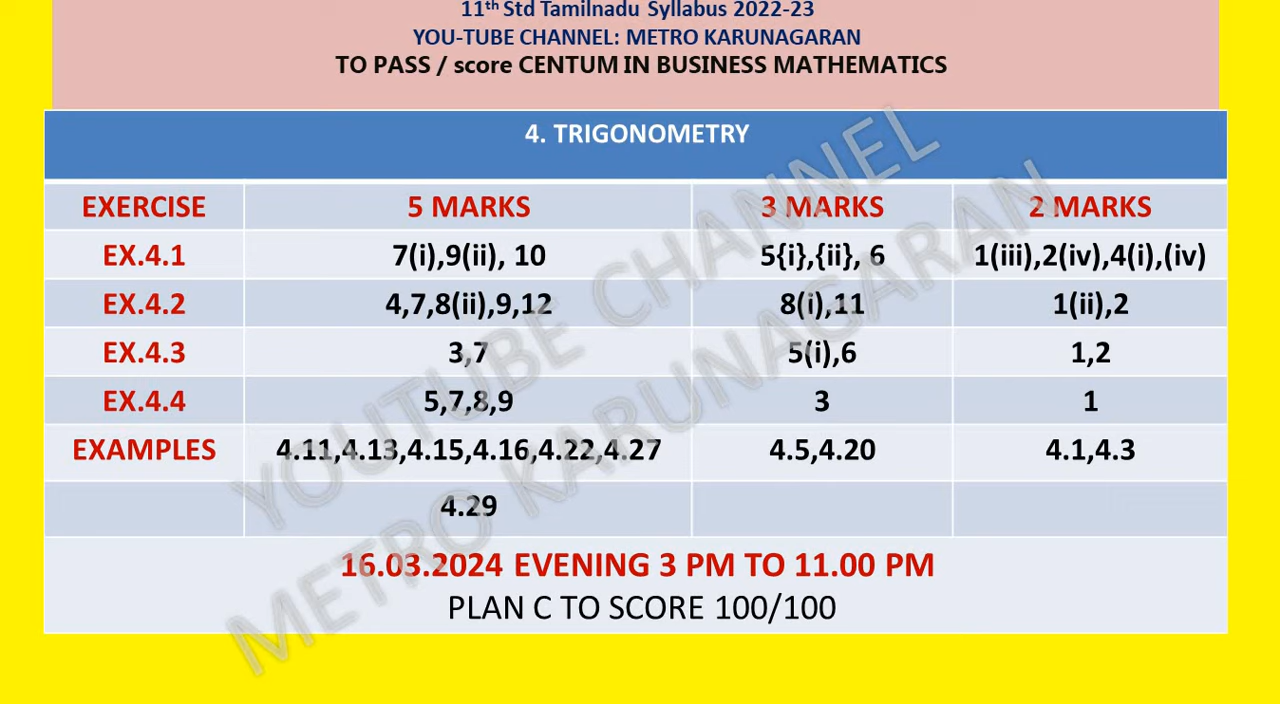 11th Std Tamilnadu Syllabus 2022-23
YOU-TUBE CHANNEL: METRO KARUNAGARAN
TO PASS / score CENTUM IN BUSINESS MATHEMATICS
4. TRIGONOMETRY
EXERCISE 5 MARKS 3 MARKS 2 MARKS
EX.4.1 7(i),9(ii), 10 5{i},{ii}, 6 1(iii),2(iv),4(i),(iv)
EX.4.2 4,7,8(ii),9,12 8(i),11 1(ii),2
EX.4.3 3,7 5(i),6 1,2
EX.4.4 5,7,8,9 3 1
EXAMPLES 4.11,4.13,4.15,4.16,4.22,4.27 4.5,4.20 4.1,4.3
4.29
16.03.2024 EVENING 3 PM TO 11.00 PM
PLAN C TO SCORE 100/100
YOUTUBE CHANNEL
METRO KARUNAGARAN